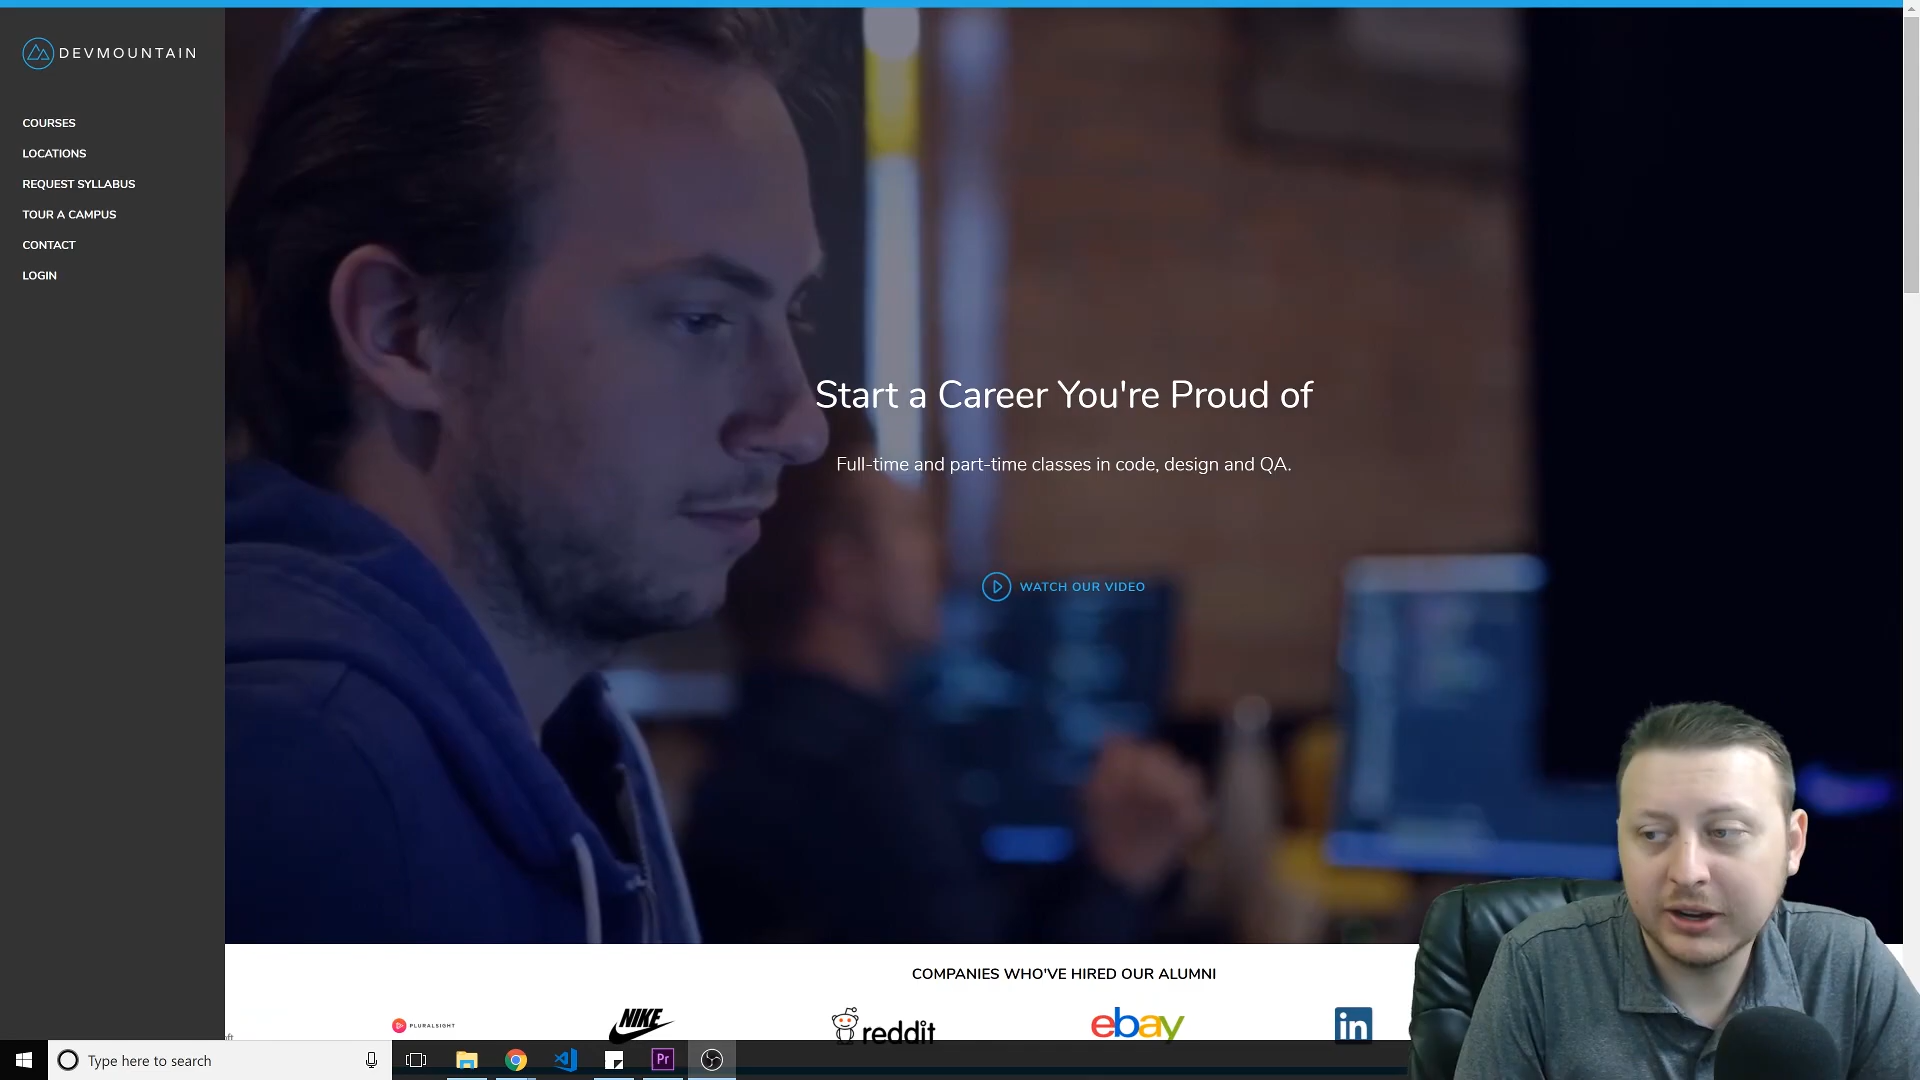 DEVMOUNTAIN
COURSES
LOCATIONS
REQUEST SYLLABUS
TOUR A CAMPUS
CONTACT
LOGIN
Start a Career You're Proud of
Full-time and part-time classes in code, design and QA.
WATCH OUR VIDEO
COMPANIES WHO'VE HIRED OUR ALUMNI
PLURALSIGHT
NIKE
reddit
ebay
in
Type here to search
Pr